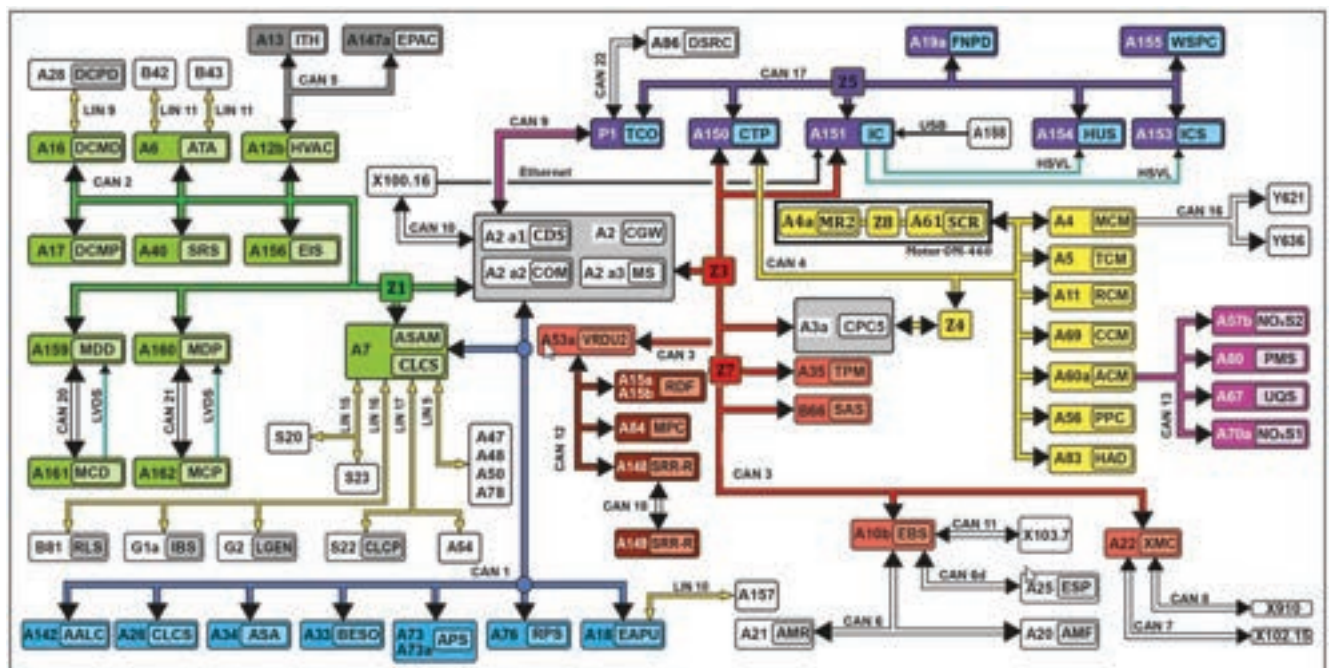 A13 ITH
A147a EPAC
A86 DSRC
A19a FNPD
A155 WSPC
A28 DCPD
B42
B43
CAN 9
CAN 22
CAN 17
Z5
LIN 9
LIN 11
LIN 11
CAN 9
P1 TCO
A150 CTP
A151 IC
USB
A168
A154 HUS
A153 ICS
A16 DCMD
A6 ATA
A12b HVAC
CAN 2
X100.16
Ethernet
HSVL
HSVL
A17 DCMP
A40 SRS
A156 EIS
CAN 10
A2 a1 CDS
A2 CGW
A2 a2 COM
A2 a3 MS
Z3
A4a MR2
Z8
A61 SCR
Motor OM-460
CAN 4
A4 MCM
CAN 16
Y621
Y636
A5 TCM
Z1
A11 RCM
A7 ASAM
CLCS
A53a VRDU2
CAN 3
A3a CPC5
Z4
A69 CCM
A57b NOxS2
A159 MDD
A160 MDP
Z7
A35 TPM
A60a ACM
A80 PMS
A15a
A15b RDF
B66 SAS
CAN 13
A67 UQS
CAN 20
LVDS
CAN 21
LVDS
LIN 15
LIN 16
LIN 17
LIN 5
A84 MPC
A56 PPC
A70a NOxS1
S20
A47
A48
A50
A78
CAN 12
A148 SRR-R
A83 HAD
A161 MCD
A162 MCP
S23
CAN 3
CAN 18
B81 RLS
G1a IBS
G2 LGEN
S22 CLCP
A54
A149 SRR-R
A10b EBS
CAN 11
X103.7
A22 XMC
CAN 1
CAN 6d
A25 ESP
LIN 10
A157
CAN 8
X910
A142 AALC
A26 CLCS
A34 ASA
A33 BESO
A73
A73a APS
A76 RPS
A18 EAPU
A21 AMR
CAN 6
A20 AMF
CAN 7
X102.15